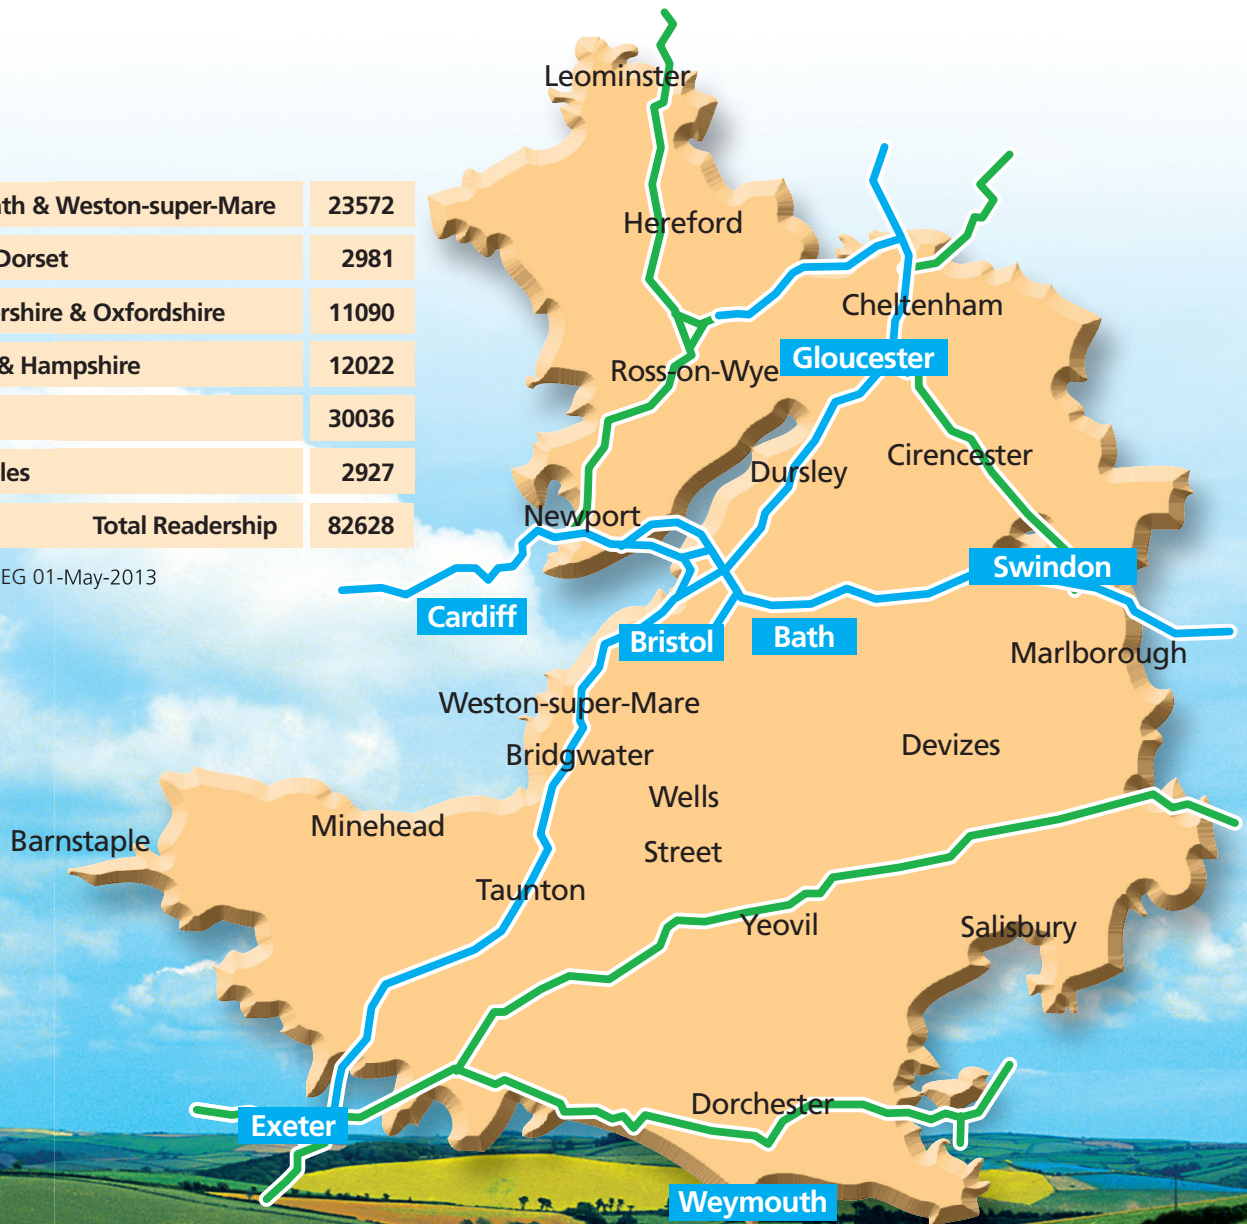 Leominster
ath & Weston-super-Mare 23572
Hereford
Dorset 2981
rshire & Oxfordshire 11090
Cheltenham
& Hampshire 12022
Ross-on-Wye
Gloucester
30036
Dursley
Cirencester
les 2927
Newport
Total Readership 82628
Swindon
EG 01-May-2013
Cardiff
Bristol
Bath
Marlborough
Weston-super-Mare
Bridgwater
Devizes
Wells
Minehead
Barnstaple
Street
Taunton
Yeovil
Salisbury
Dorchester
Exeter
Weymouth